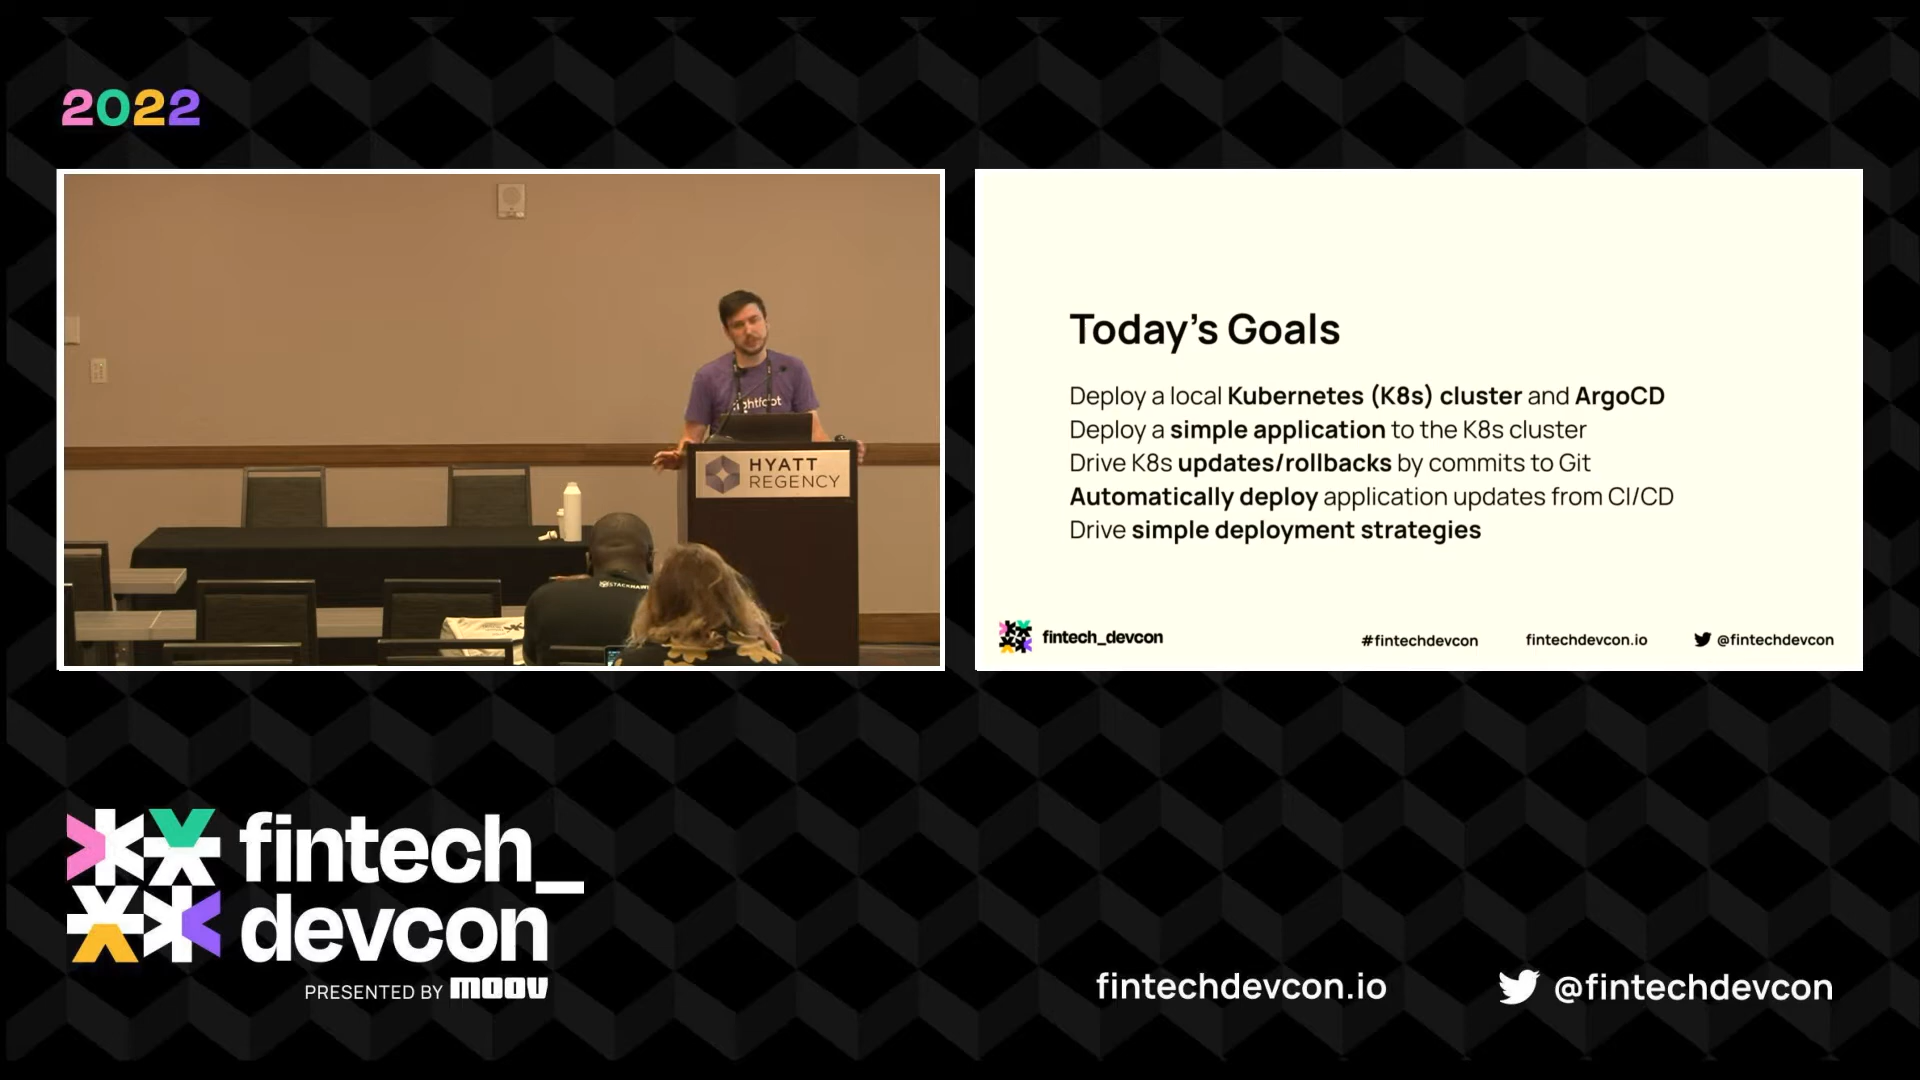 2022
HYATT
REGENCY
Today's Goals
Deploy a local Kubernetes (K8s) cluster and ArgoCD
Deploy a simple application to the K8s cluster
Drive K8s updates/rollbacks by commits to Git
Automatically deploy application updates from CI/CD
Drive simple deployment strategies
fintech_devcon
#fintechdevcon
fintechdevcon.io
@fintechdevcon
fintech_
devcon
PRESENTED BY moov
fintechdevcon.io
@fintechdevcon